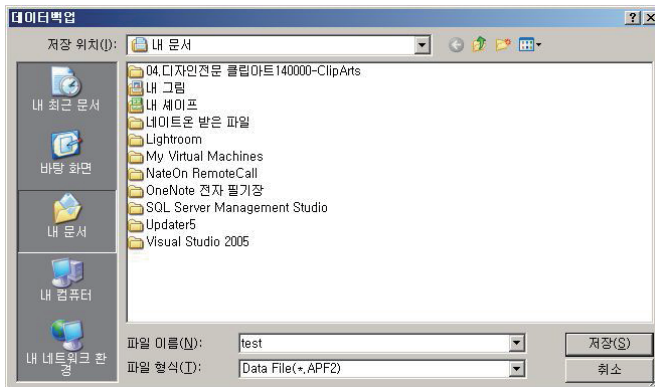 데이터백업
저장 위치(I):
내 문서
내 최근 문서
바탕 화면
내 문서
내 컴퓨터
내 네트워크 환경
04.디자인전문 클립아트140000-ClipArts
내 그림
내 셰이프
네이트온 받은 파일
Lightroom
My Virtual Machines
NateOn RemoteCall
OneNote 전자 필기장
SQL Server Management Studio
Updater5
Visual Studio 2005
파일 이름(N):
test
저장(S)
파일 형식(T):
Data File(*.APF2)
취소